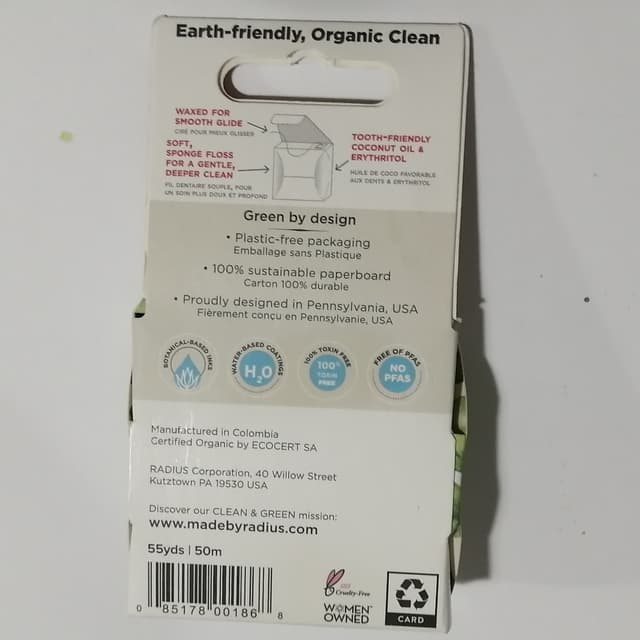 Earth-friendly, Organic Clean
WAXED FOR
SMOOTH GLIDE
CIRÉ POUR MIEUX GLISSER
SOFT,
SPONGE FLOSS
FOR A GENTLE,
DEEPER CLEAN
FIL DENTAIRE SOUPLE, POUR
UN SOIN PLUS DOUX ET PROFOND
TOOTH-FRIENDLY
COCONUT OIL &
ERYTHRITOL
HUILE DE COCO FAVORABLE
AUX DENTS & ERYTHRITOL
Green by design
• Plastic-free packaging
Emballage sans Plastique
• 100% sustainable paperboard
Carton 100% durable
• Proudly designed in Pennsylvania, USA
Fièrement conçu en Pennsylvanie, USA
BOTANICAL-BASED INKS
WATER-BASED COATINGS
H2O
100% TOXIN FREE
100%
TOXIN
FREE
FREE OF PFAS
NO
PFAS
Manufactured in Colombia
Certified Organic by ECOCERT SA
RADIUS Corporation, 40 Willow Street
Kutztown PA 19530 USA
Discover our CLEAN & GREEN mission:
www.madebyradius.com
55yds | 50m
0 85178 00186 8
Cruelty-Free
WOMEN
OWNED
CARD